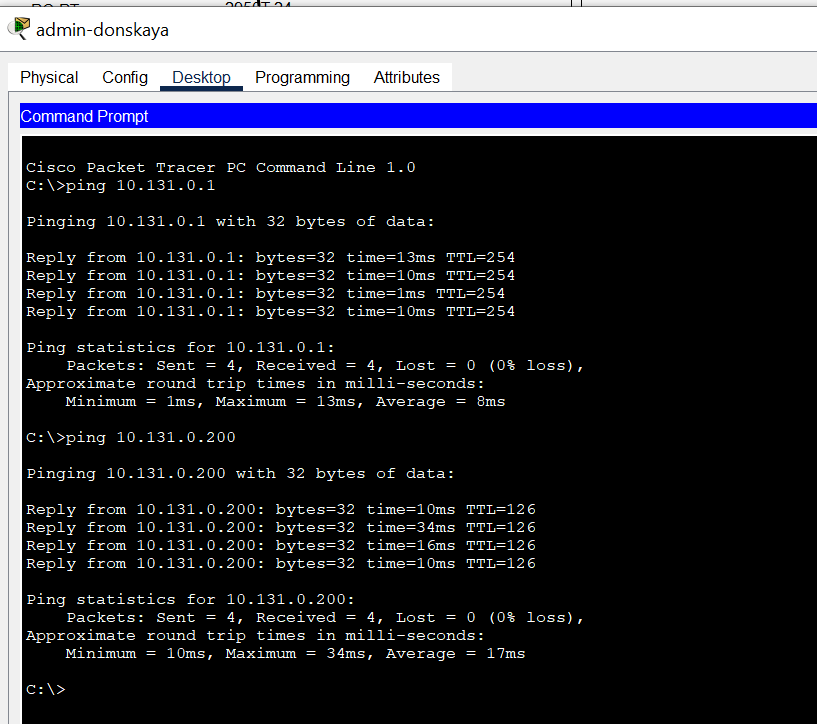 admin-donskaya
Physical Config Desktop Programming Attributes
Command Prompt
Cisco Packet Tracer PC Command Line 1.0
C:\>ping 10.131.0.1
Pinging 10.131.0.1 with 32 bytes of data:
Reply from 10.131.0.1: bytes=32 time=13ms TTL=254
Reply from 10.131.0.1: bytes=32 time=10ms TTL=254
Reply from 10.131.0.1: bytes=32 time=1ms TTL=254
Reply from 10.131.0.1: bytes=32 time=10ms TTL=254
Ping statistics for 10.131.0.1:
Packets: Sent = 4, Received = 4, Lost = 0 (0% loss),
Approximate round trip times in milli-seconds:
Minimum = 1ms, Maximum = 13ms, Average = 8ms
C:\>ping 10.131.0.200
Pinging 10.131.0.200 with 32 bytes of data:
Reply from 10.131.0.200: bytes=32 time=10ms TTL=126
Reply from 10.131.0.200: bytes=32 time=34ms TTL=126
Reply from 10.131.0.200: bytes=32 time=16ms TTL=126
Reply from 10.131.0.200: bytes=32 time=10ms TTL=126
Ping statistics for 10.131.0.200:
Packets: Sent = 4, Received = 4, Lost = 0 (0% loss),
Approximate round trip times in milli-seconds:
Minimum = 10ms, Maximum = 34ms, Average = 17ms
C:\>